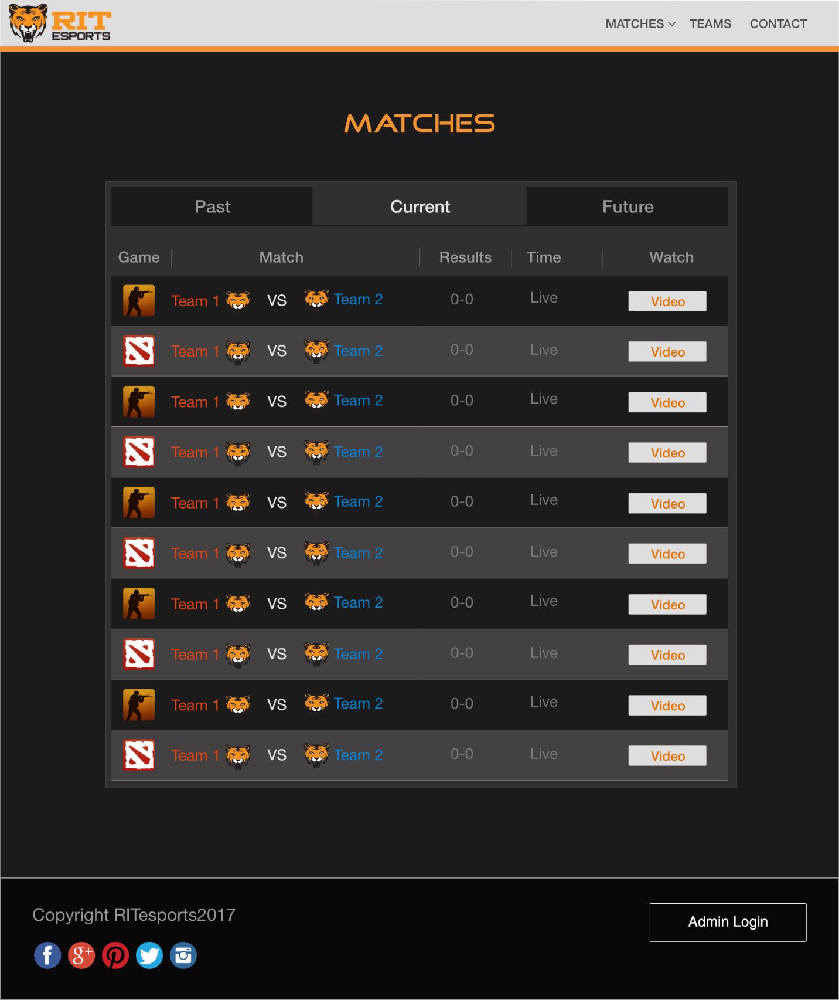 RIT
ESPORTS
MATCHES TEAMS CONTACT
MATCHES
Past Current Future
Game Match Results Time Watch
Team 1 VS Team 2 0-0 Live Video
Team 1 VS Team 2 0-0 Live Video
Team 1 VS Team 2 0-0 Live Video
Team 1 VS Team 2 0-0 Live Video
Team 1 VS Team 2 0-0 Live Video
Team 1 VS Team 2 0-0 Live Video
Team 1 VS Team 2 0-0 Live Video
Team 1 VS Team 2 0-0 Live Video
Team 1 VS Team 2 0-0 Live Video
Team 1 VS Team 2 0-0 Live Video
Copyright RITesports2017
Admin Login
f g+